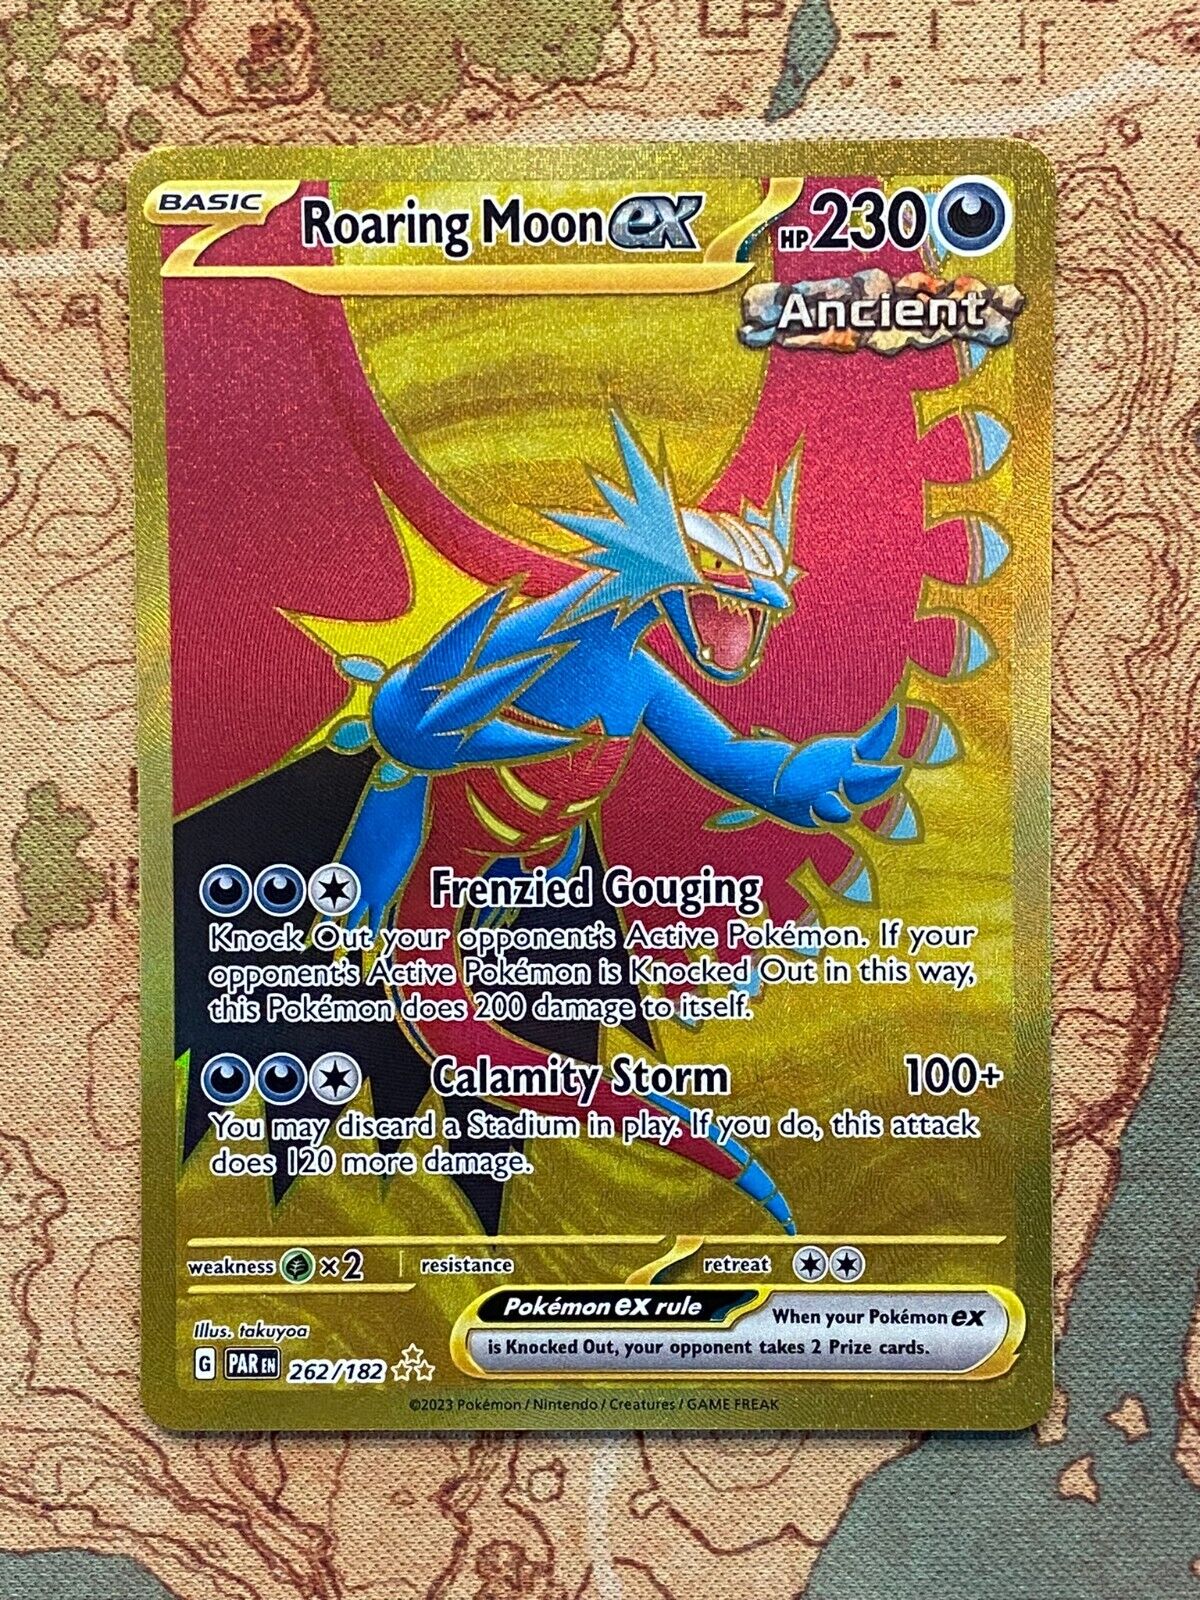 BASIC Roaring Moon ex HP 230
Ancient
Frenzied Gouging
Knock Out your opponent's Active Pokémon. If your
opponent's Active Pokémon is Knocked Out in this way,
this Pokémon does 200 damage to itself.
Calamity Storm 100+
You may discard a Stadium in play. If you do, this attack
does 120 more damage.
weakness ×2 resistance retreat
Pokémon ex rule When your Pokémon ex
is Knocked Out, your opponent takes 2 Prize cards.
Illus. takuyoa
G PAR EN 262/182
©2023 Pokémon / Nintendo / Creatures / GAME FREAK